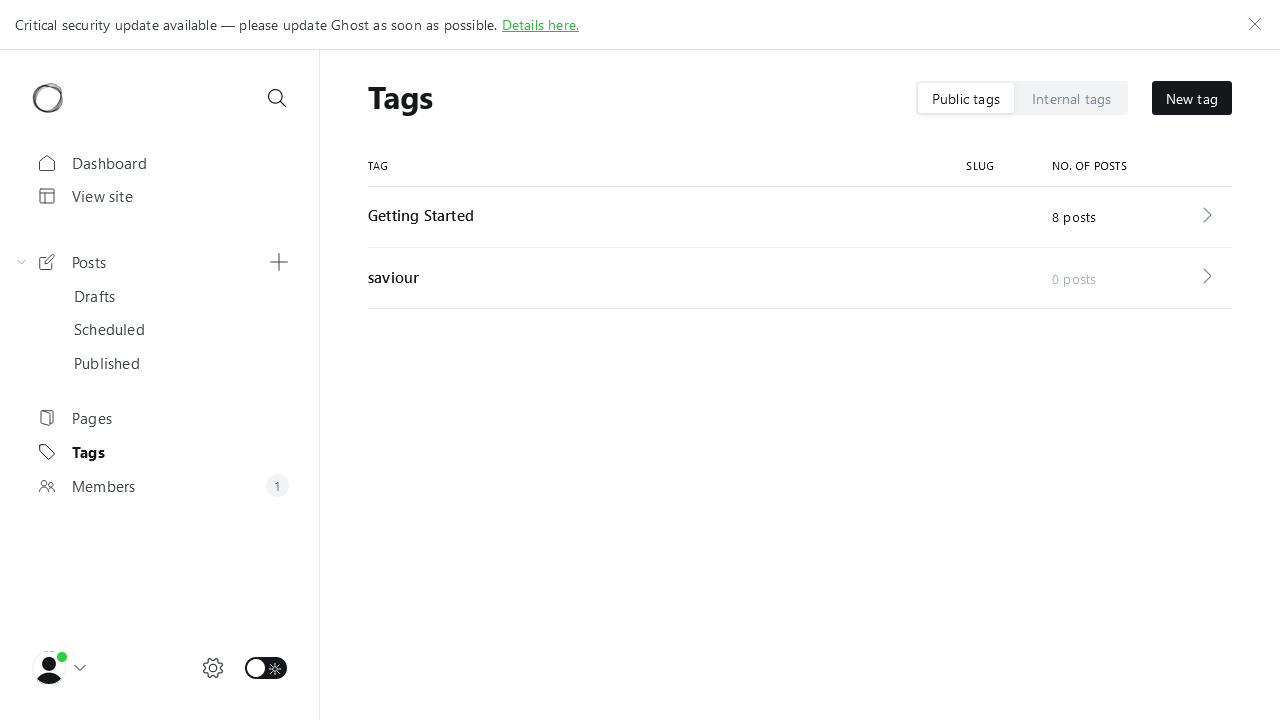 Critical security update available — please update Ghost as soon as possible. Details here.
Dashboard
View site
Posts
Drafts
Scheduled
Published
Pages
Tags
Members
1
Tags
Public tags
Internal tags
New tag
TAG
SLUG
NO. OF POSTS
Getting Started
8 posts
saviour
0 posts